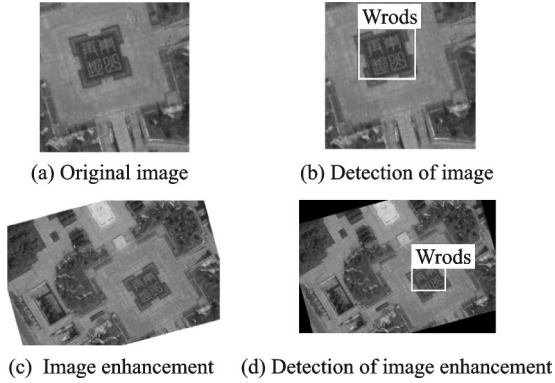 Wrods
(a) Original image
(b) Detection of image
Wrods
(c) Image enhancement
(d) Detection of image enhancement